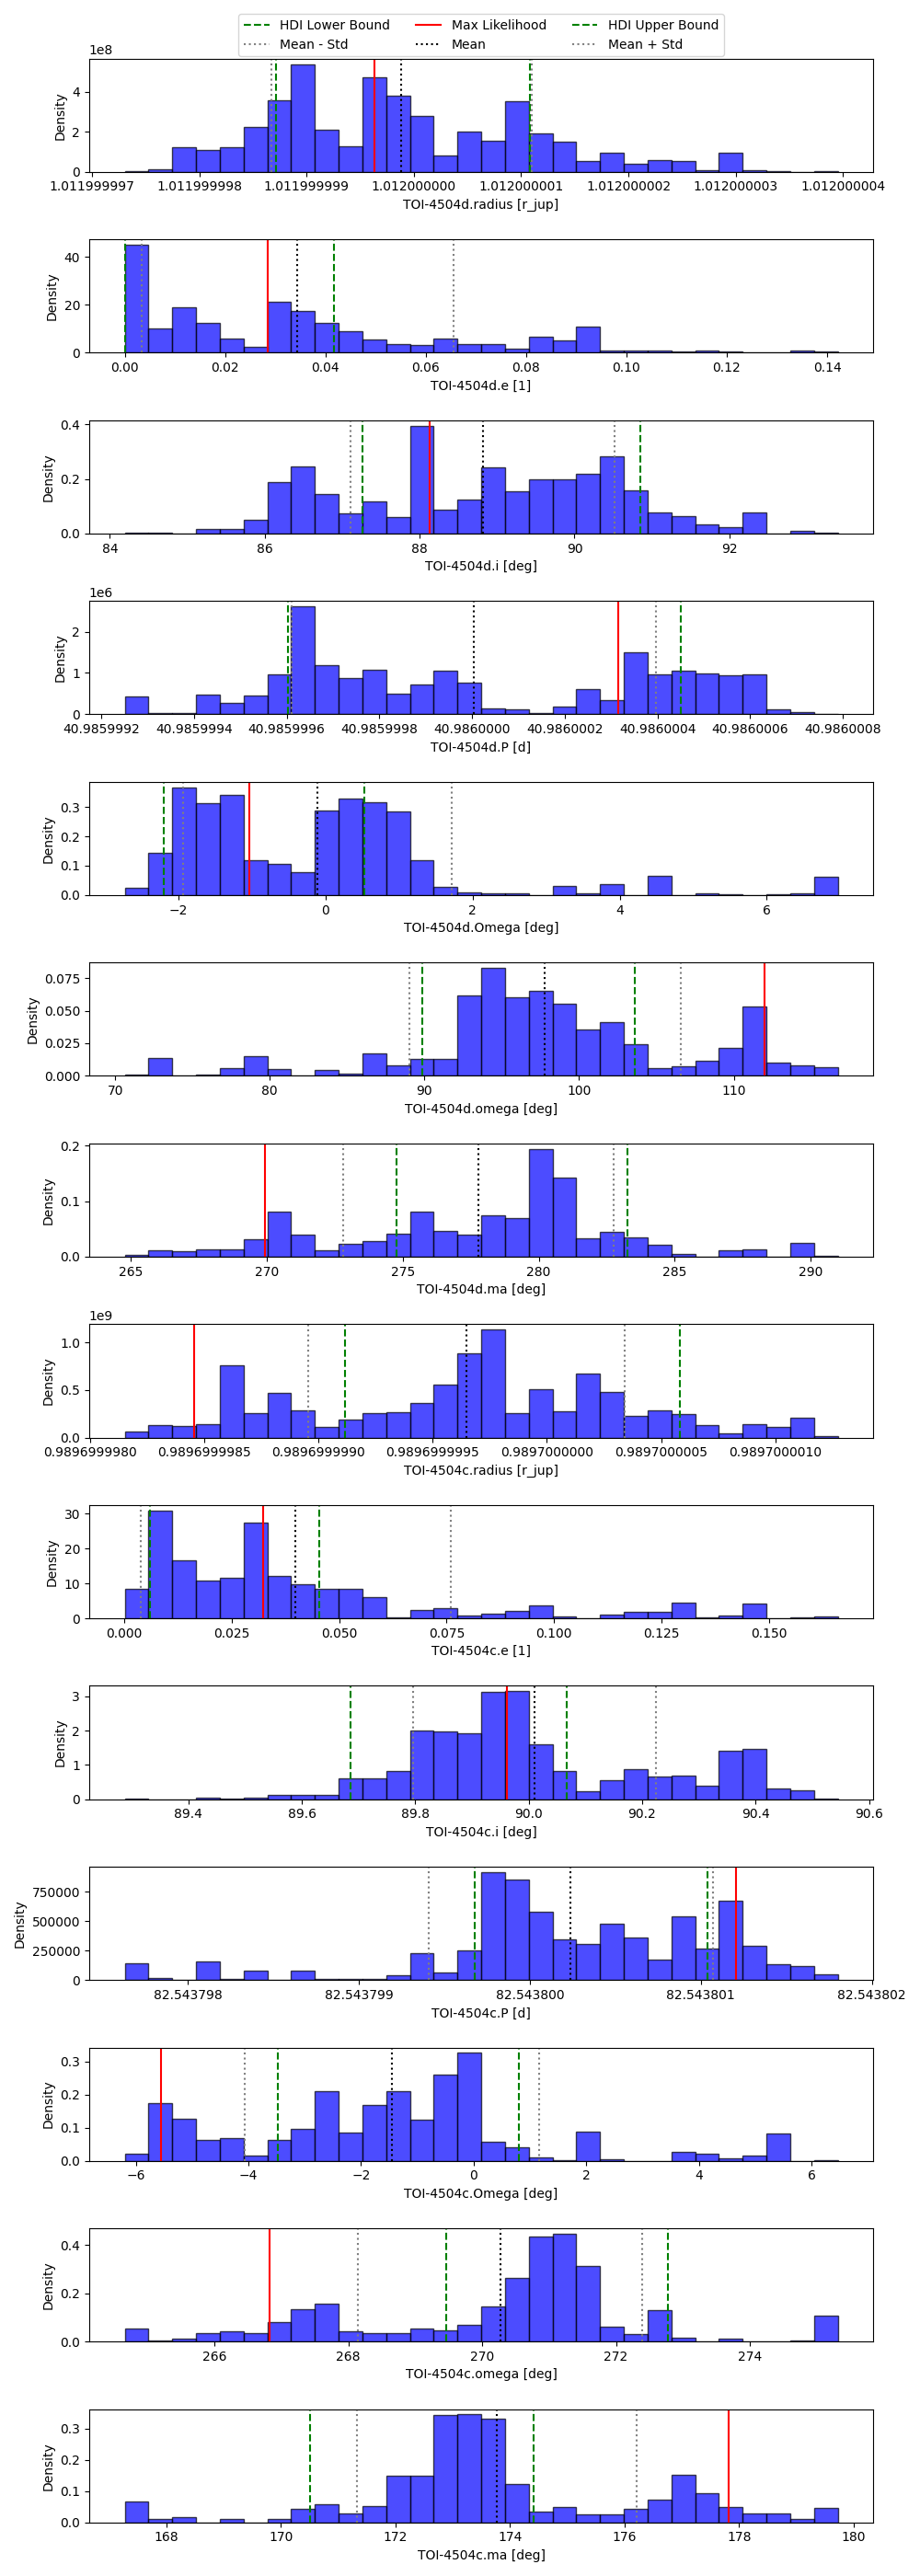 HDI Lower Bound Max Likelihood HDI Upper Bound
Mean - Std Mean Mean + Std
1e8
4
2
0
Density
1.011999997 1.011999998 1.011999999 1.012000000 1.012000001 1.012000002 1.012000003 1.012000004
TOI-4504d.radius [r_jup]
40
20
0
Density
0.00 0.02 0.04 0.06 0.08 0.10 0.12 0.14
TOI-4504d.e [1]
0.4
0.2
0.0
Density
84 86 88 90 92
TOI-4504d.i [deg]
1e6
2
1
0
Density
40.9859992 40.9859994 40.9859996 40.9859998 40.9860000 40.9860002 40.9860004 40.9860006 40.9860008
TOI-4504d.P [d]
0.3
0.2
0.1
0.0
Density
−2 0 2 4 6
TOI-4504d.Omega [deg]
0.075
0.050
0.025
0.000
Density
70 80 90 100 110
TOI-4504d.omega [deg]
0.2
0.1
0.0
Density
265 270 275 280 285 290
TOI-4504d.ma [deg]
1e9
1.0
0.5
0.0
Density
0.9896999980 0.9896999985 0.9896999990 0.9896999995 0.9897000000 0.9897000005 0.9897000010
TOI-4504c.radius [r_jup]
30
20
10
0
Density
0.000 0.025 0.050 0.075 0.100 0.125 0.150
TOI-4504c.e [1]
3
2
1
0
Density
89.4 89.6 89.8 90.0 90.2 90.4 90.6
TOI-4504c.i [deg]
750000
500000
250000
0
Density
82.543798 82.543799 82.543800 82.543801 82.543802
TOI-4504c.P [d]
0.3
0.2
0.1
0.0
Density
−6 −4 −2 0 2 4 6
TOI-4504c.Omega [deg]
0.4
0.2
0.0
Density
266 268 270 272 274
TOI-4504c.omega [deg]
0.3
0.2
0.1
0.0
Density
168 170 172 174 176 178 180
TOI-4504c.ma [deg]